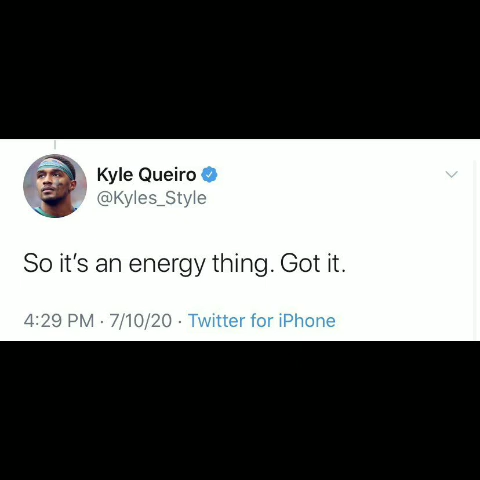 Kyle Queiro
@Kyles_Style
So it's an energy thing. Got it.
4:29 PM · 7/10/20 · Twitter for iPhone